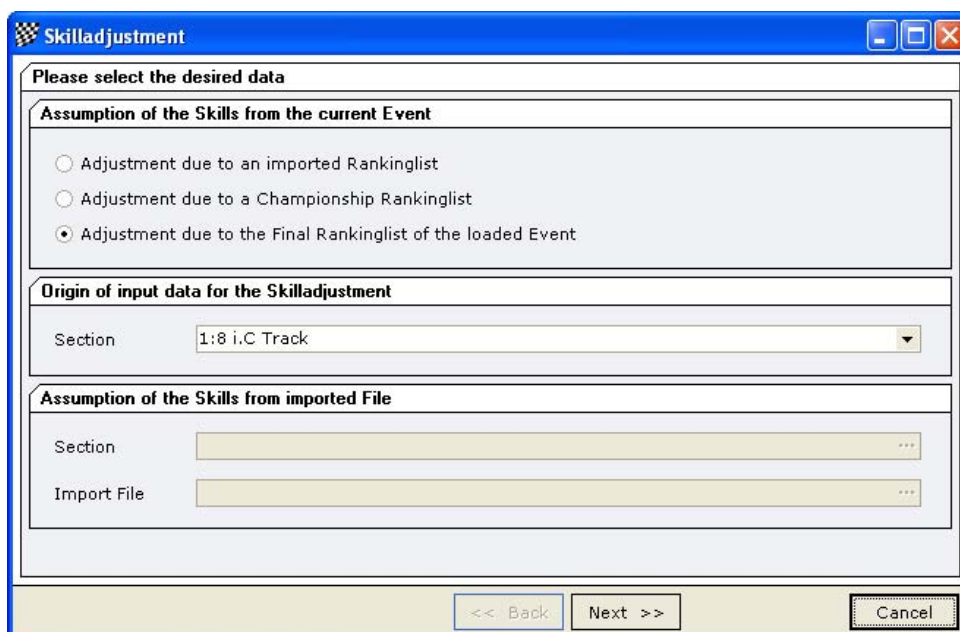 Skilladjustment
Please select the desired data
Assumption of the Skills from the current Event
Adjustment due to an imported Rankinglist
Adjustment due to a Championship Rankinglist
Adjustment due to the Final Rankinglist of the loaded Event
Origin of input data for the Skilladjustment
Section 1:8 i.C Track
Assumption of the Skills from imported File
Section ...
Import File ...
<< Back Next >> Cancel